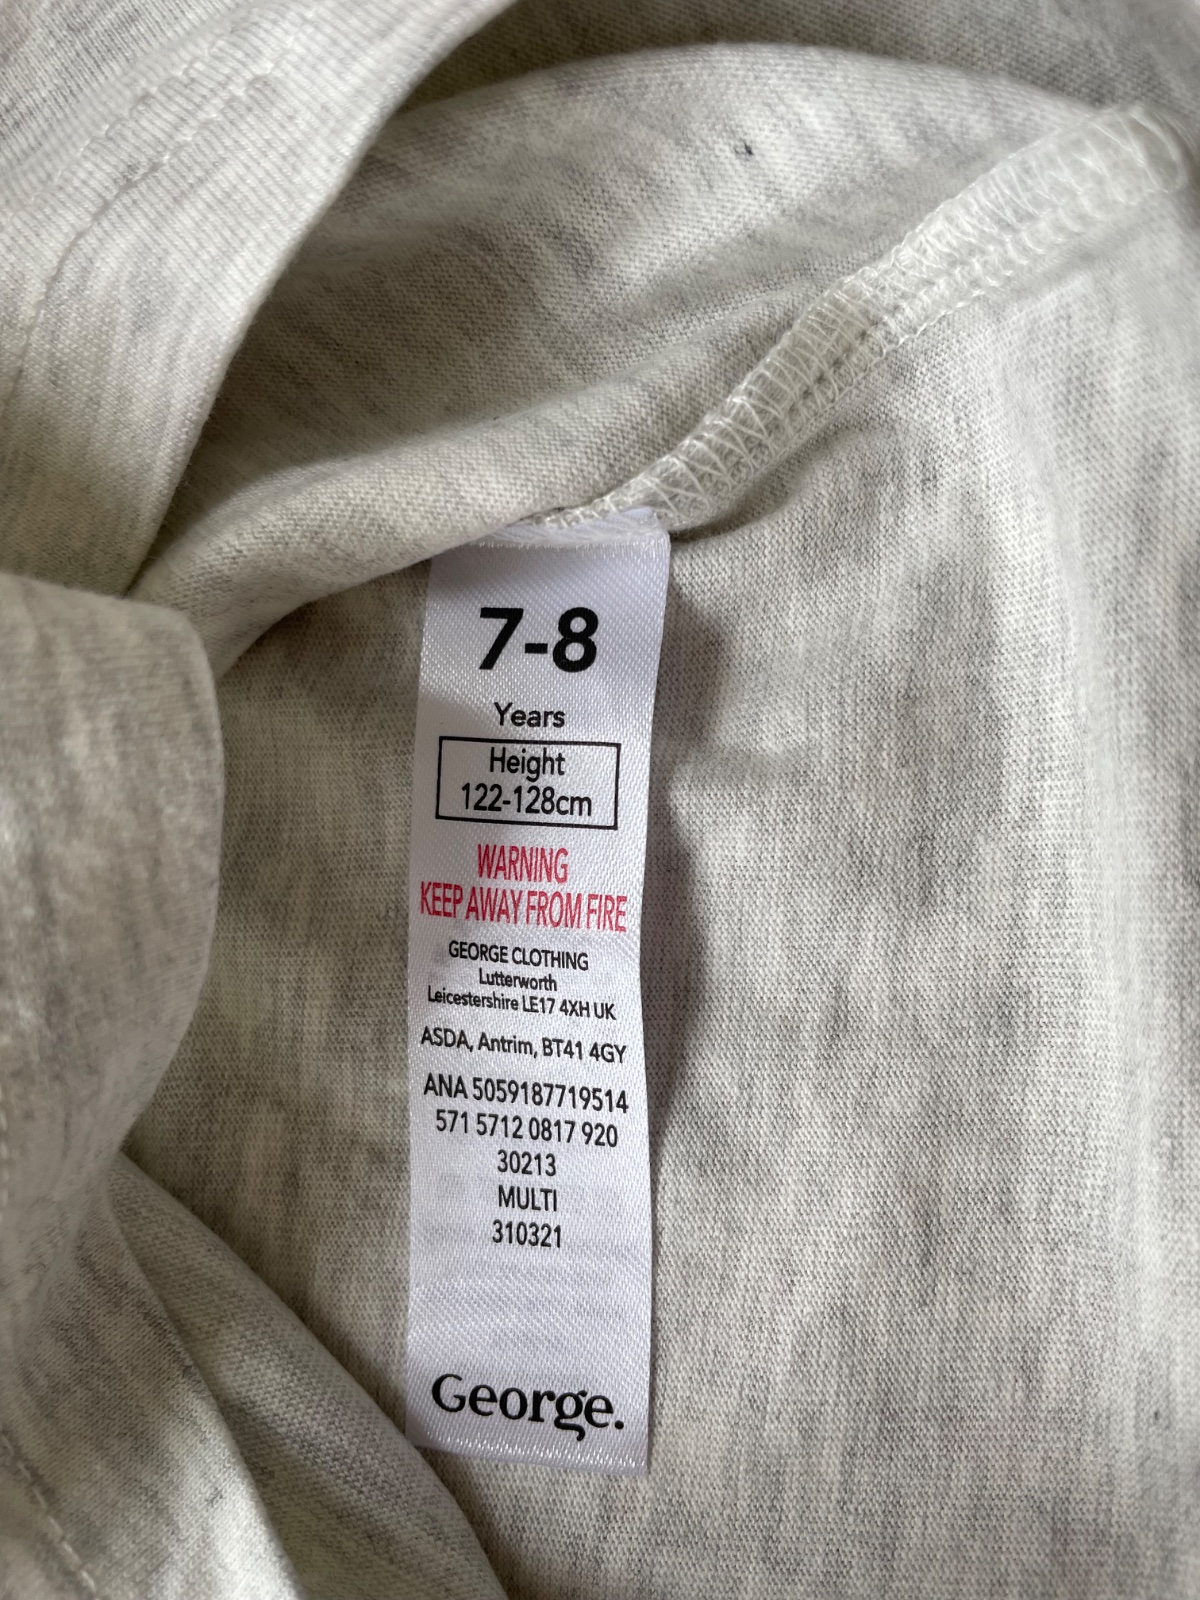 7-8
Years
Height
122-128cm
WARNING
KEEP AWAY FROM FIRE
GEORGE CLOTHING
Lutterworth
Leicestershire LE17 4XH UK
ASDA, Antrim, BT41 4GY
ANA 5059187719514
571 5712 0817 920
30213
MULTI
310321
George.